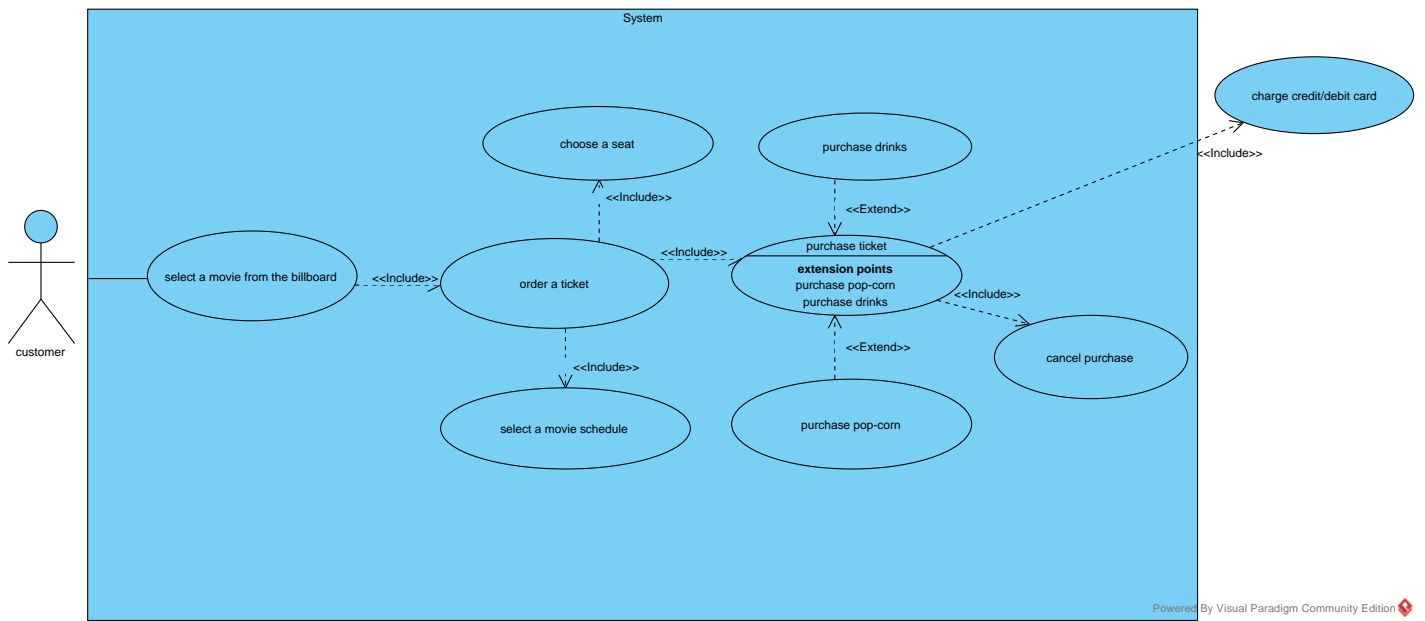 System
charge credit/debit card
choose a seat
purchase drinks
<<Include>>
<<Include>>
<<Extend>>
purchase ticket
<<Include>>
extension points
select a movie from the billboard
<<Include>>
order a ticket
purchase pop-corn
<<Include>>
purchase drinks
<<Extend>>
customer
cancel purchase
<<Include>>
select a movie schedule
purchase pop-corn
Powered By Visual Paradigm Community Edition